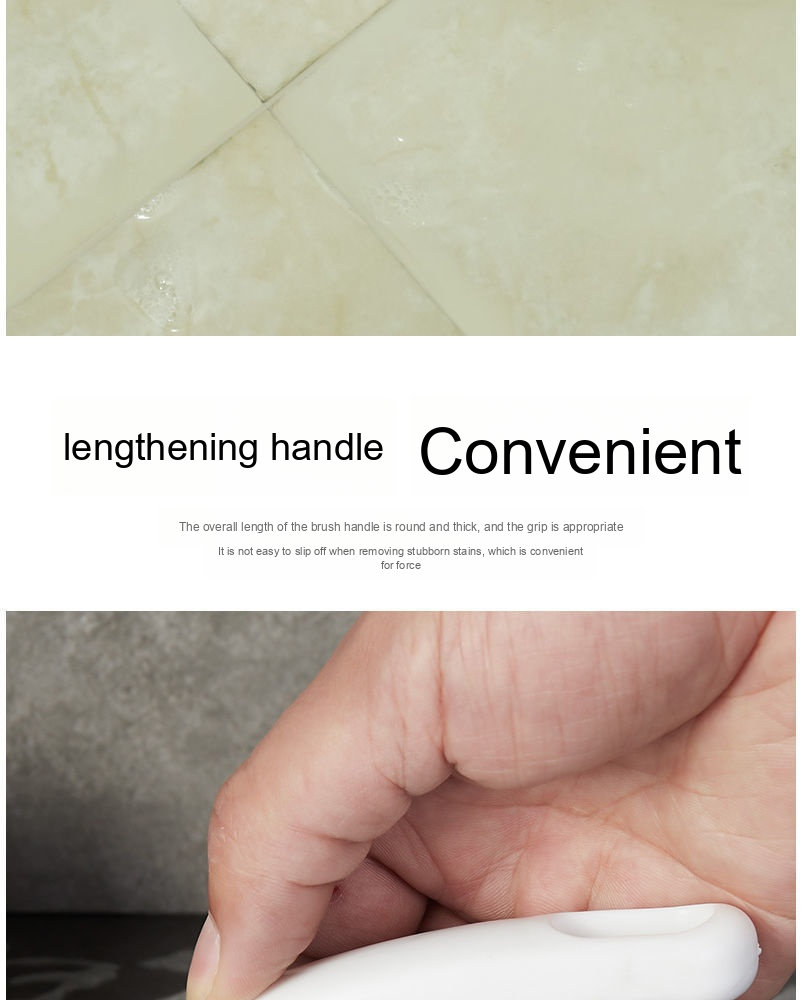 lengthening handle Convenient
The overall length of the brush handle is round and thick, and the grip is appropriate
It is not easy to slip off when removing stubborn stains, which is convenient
for force